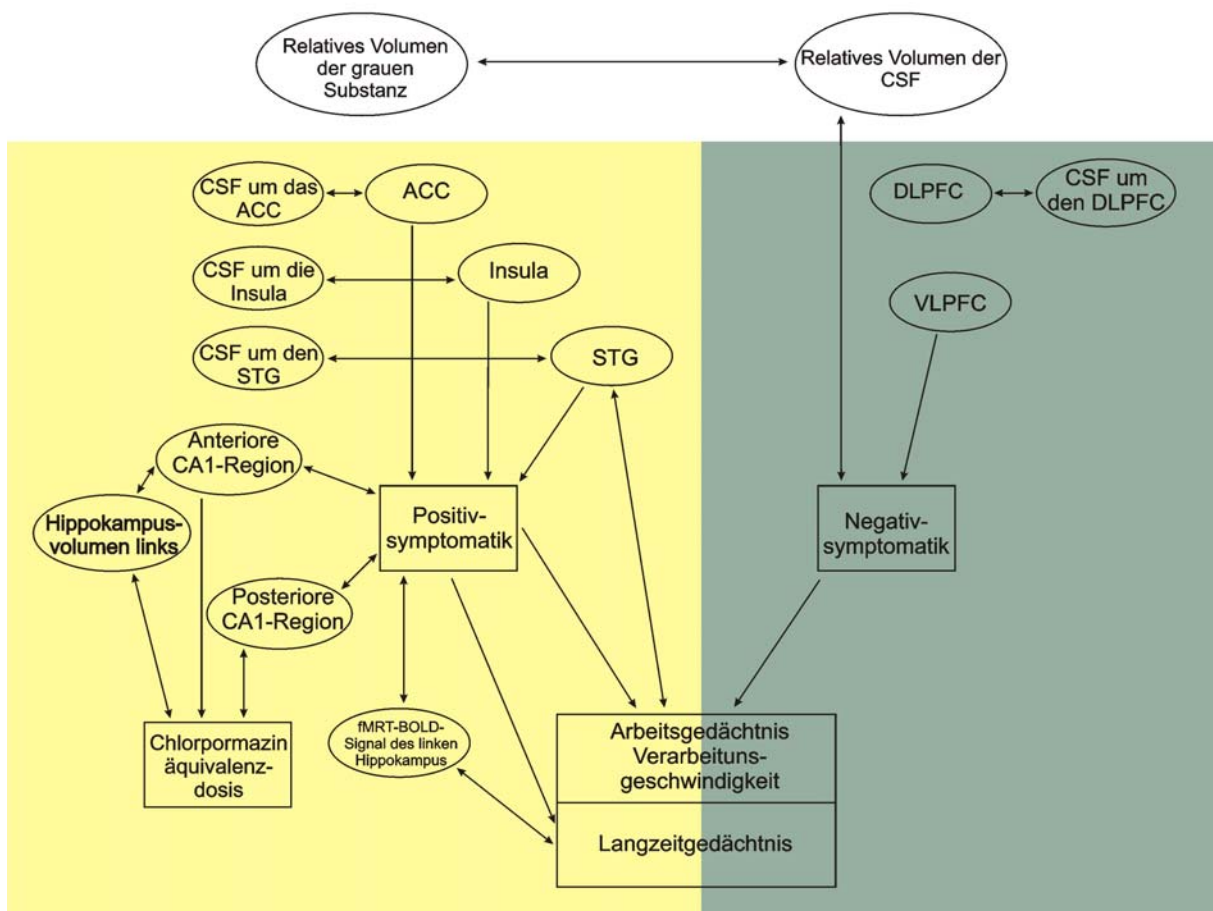 Relatives Volumen
der grauen
Substanz
Relatives Volumen der
CSF
CSF um das
ACC
ACC
DLPFC
CSF um
den DLPFC
CSF um die
Insula
Insula
VLPFC
CSF um den
STG
STG
Anteriore
CA1-Region
Hippokampus-
volumen links
Positiv-
symptomatik
Negativ-
symptomatik
Posteriore
CA1-Region
Chlorpormazin
äquivalenz-
dosis
fMRT-BOLD-
Signal des linken
Hippokampus
Arbeitsgedächtnis
Verarbeituns-
geschwindigkeit
Langzeitgedächtnis